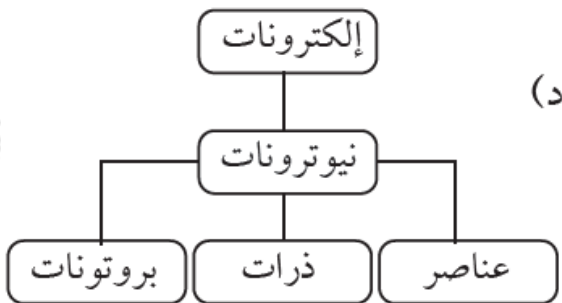 إلكترونات
د)
نيوترونات
عناصر ذرات بروتونات